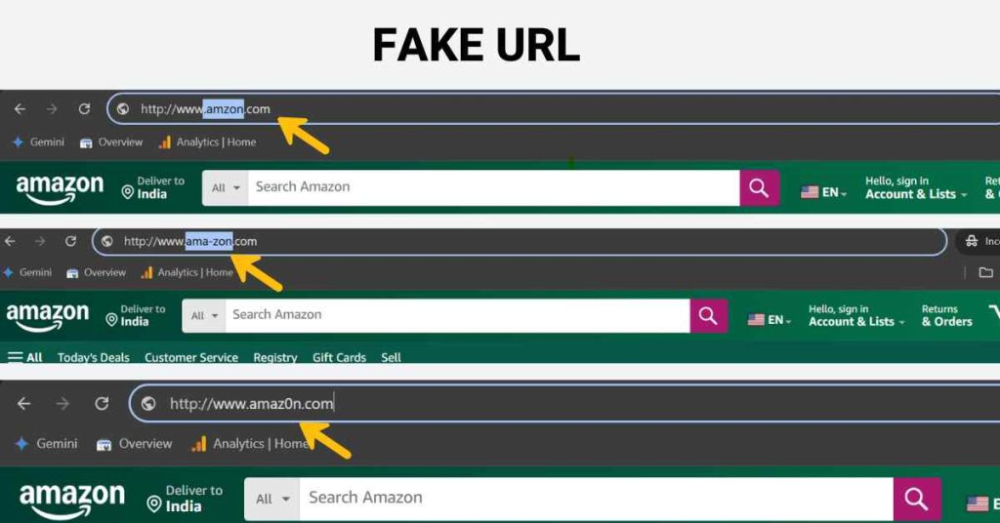 FAKE URL
http://www.amzon.com
Gemini Overview Analytics | Home
amazon Deliver to India All Search Amazon EN Hello, sign in Account & Lists
http://www.ama-zon.com
Gemini Overview Analytics | Home
amazon Deliver to India All Search Amazon EN Hello, sign in Account & Lists Returns & Orders
All Today's Deals Customer Service Registry Gift Cards Sell
http://www.amaz0n.com
Gemini Overview Analytics | Home
amazon Deliver to India All Search Amazon